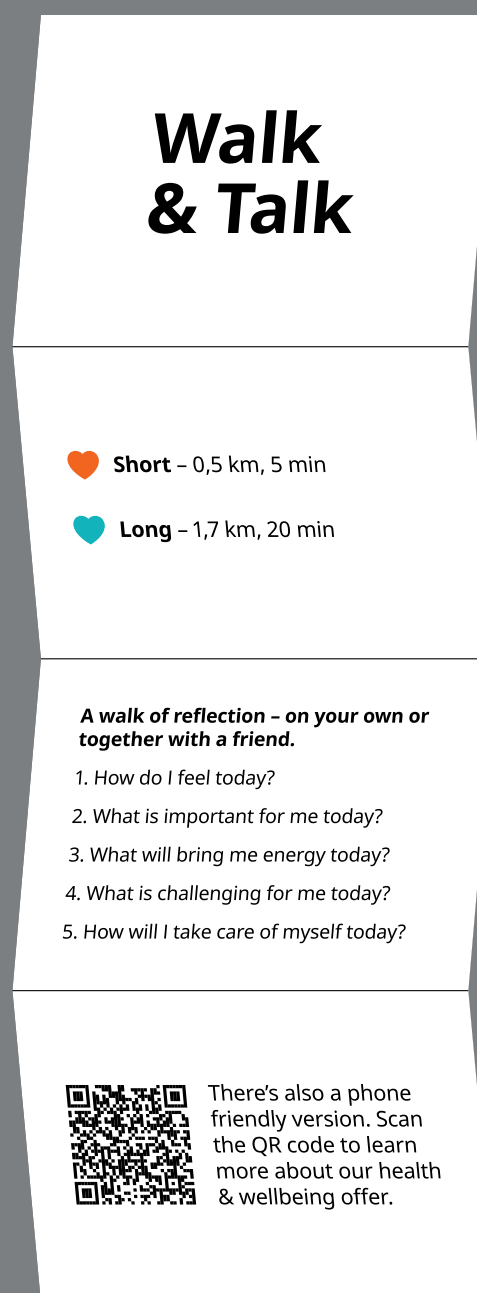 Walk
& Talk
Short – 0,5 km, 5 min
Long – 1,7 km, 20 min
A walk of reflection – on your own or
together with a friend.
1. How do I feel today?
2. What is important for me today?
3. What will bring me energy today?
4. What is challenging for me today?
5. How will I take care of myself today?
There’s also a phone
friendly version. Scan
the QR code to learn
more about our health
& wellbeing offer.